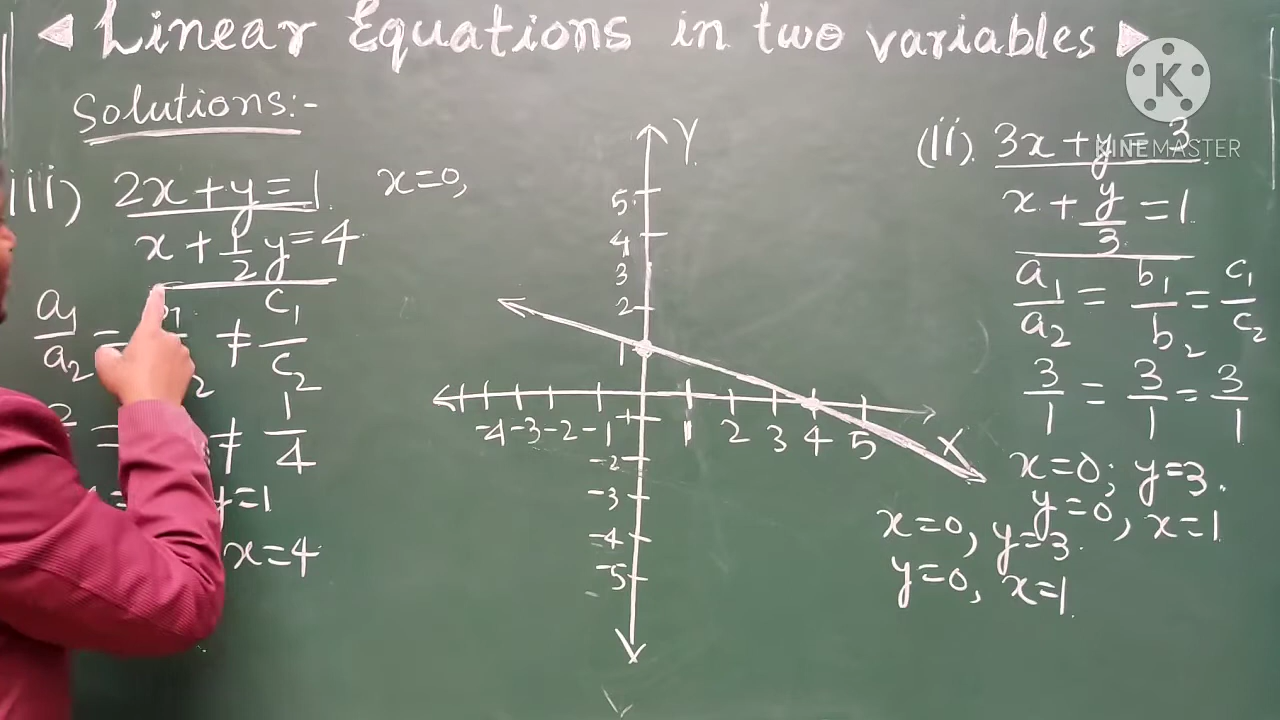 ◄ Linear Equations in two variables ►
Solutions:-
iii) 2x + y = 1 x=0,
x + 1/2 y = 4
a₁/a₂ = ≠ c₁/c₂
= ≠ 1/4
y=1
x=4
Y
5
4
3
2
1
-4 -3 -2 -1 1 2 3 4 5
X
-1
-2
-3
-4
-5
(ii) 3x + y = 3
x + y/3 = 1
a₁/a₂ = b₁/b₂ = c₁/c₂
3/1 = 3/1 = 3/1
x=0; y=3.
y=0, x=1
x=0, y=3.
y=0, x=1
K
KINEMASTER